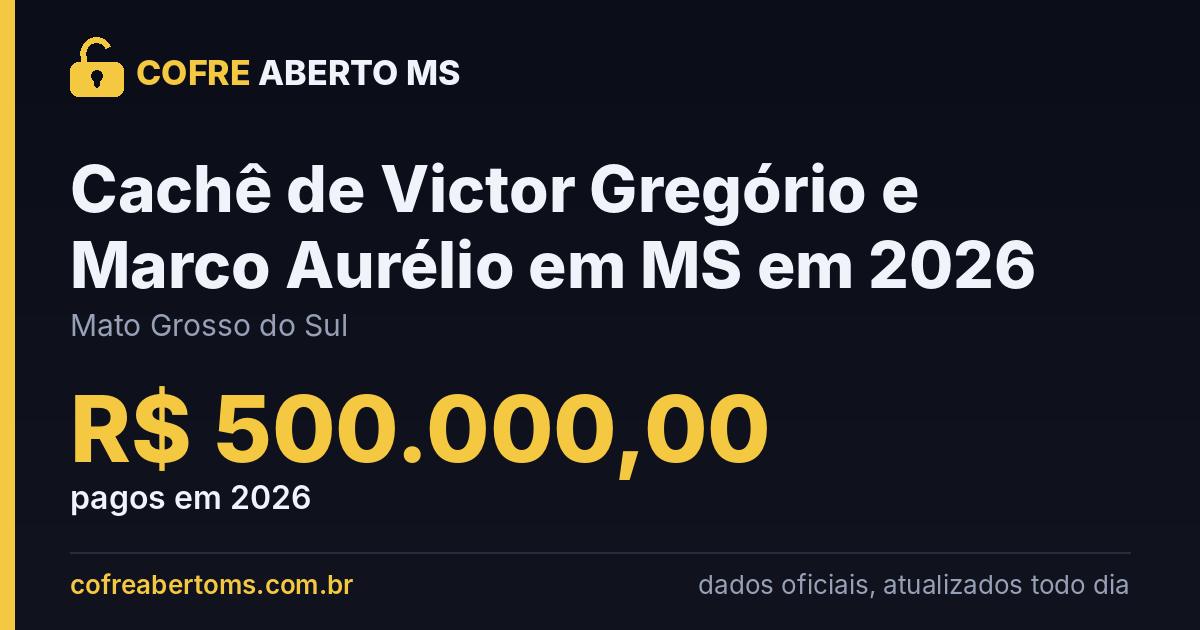 COFRE ABERTO MS
Cachê de Victor Gregório e
Marco Aurélio em MS em 2026
Mato Grosso do Sul
R$ 500.000,00
pagos em 2026
cofreabertoms.com.br
dados oficiais, atualizados todo dia